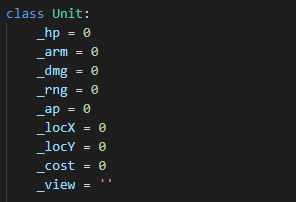 class Unit:
    _hp = 0
    _arm = 0
    _dmg = 0
    _rng = 0
    _ap = 0
    _locX = 0
    _locY = 0
    _cost = 0
    _view = ''